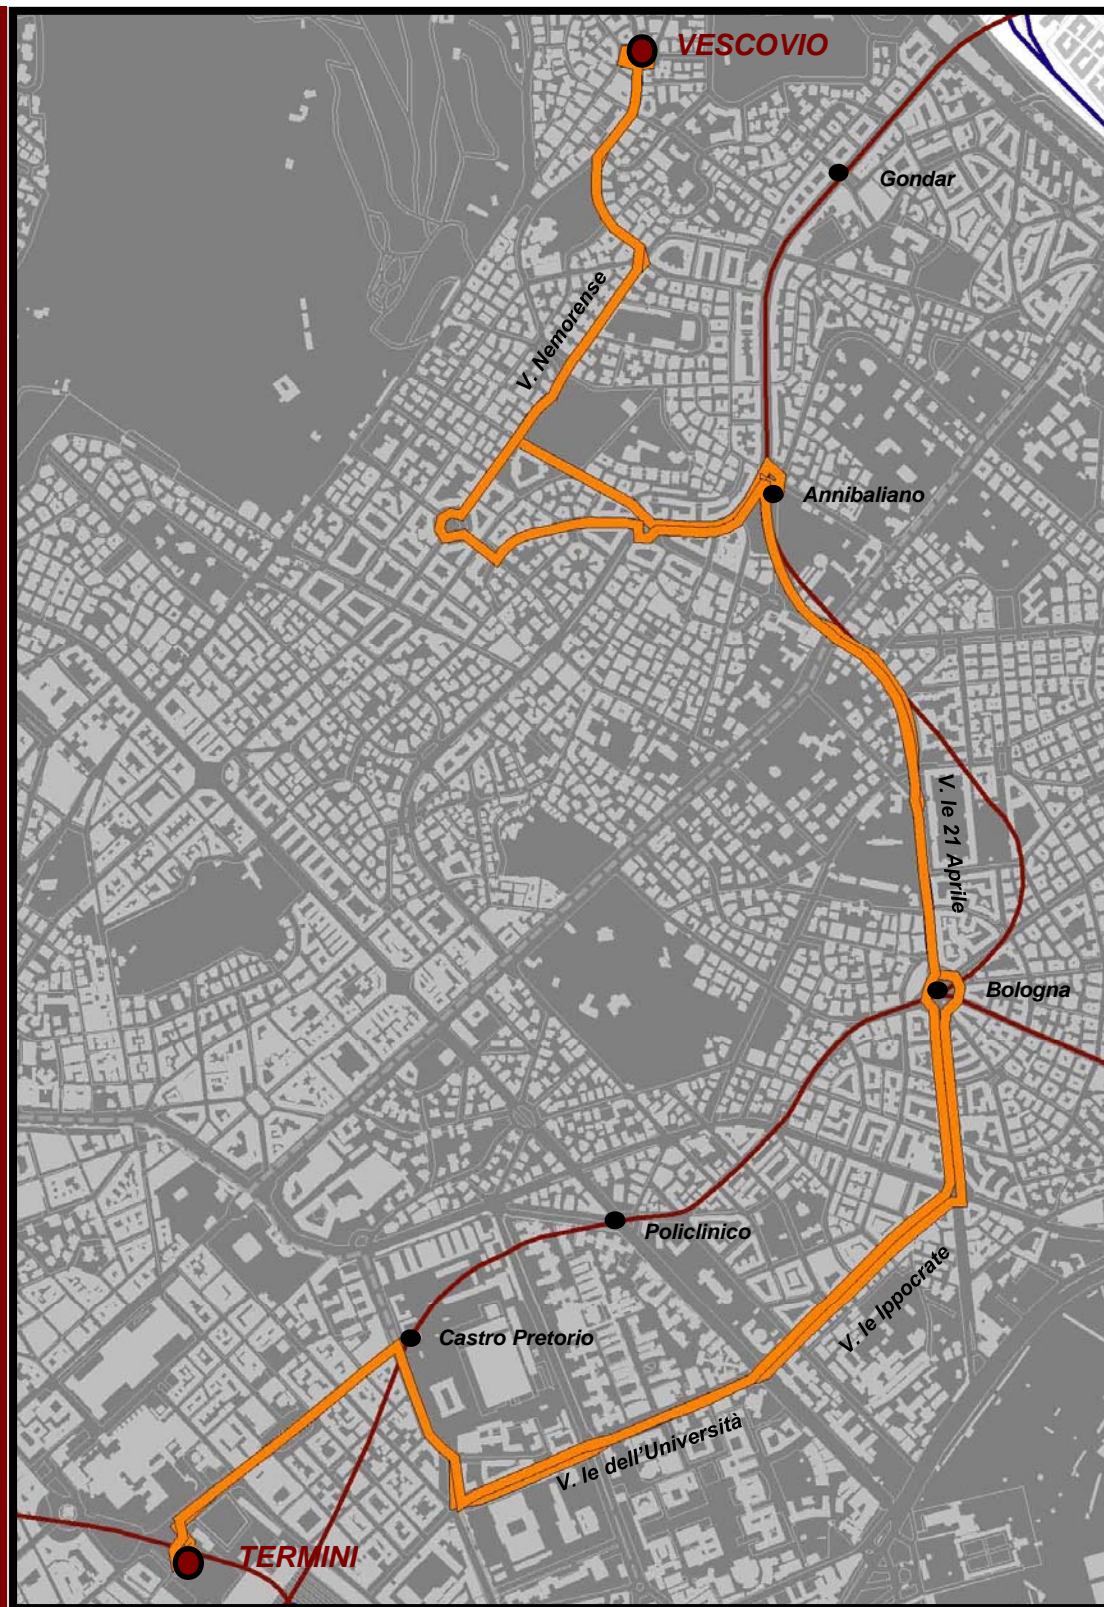 VESCOVIO
Gondar
V. Nemorense
Annibaliano
V. le 21 Aprile
Bologna
Policlinico
V. le Ippocrate
Castro Pretorio
V. le dell'Università
TERMINI